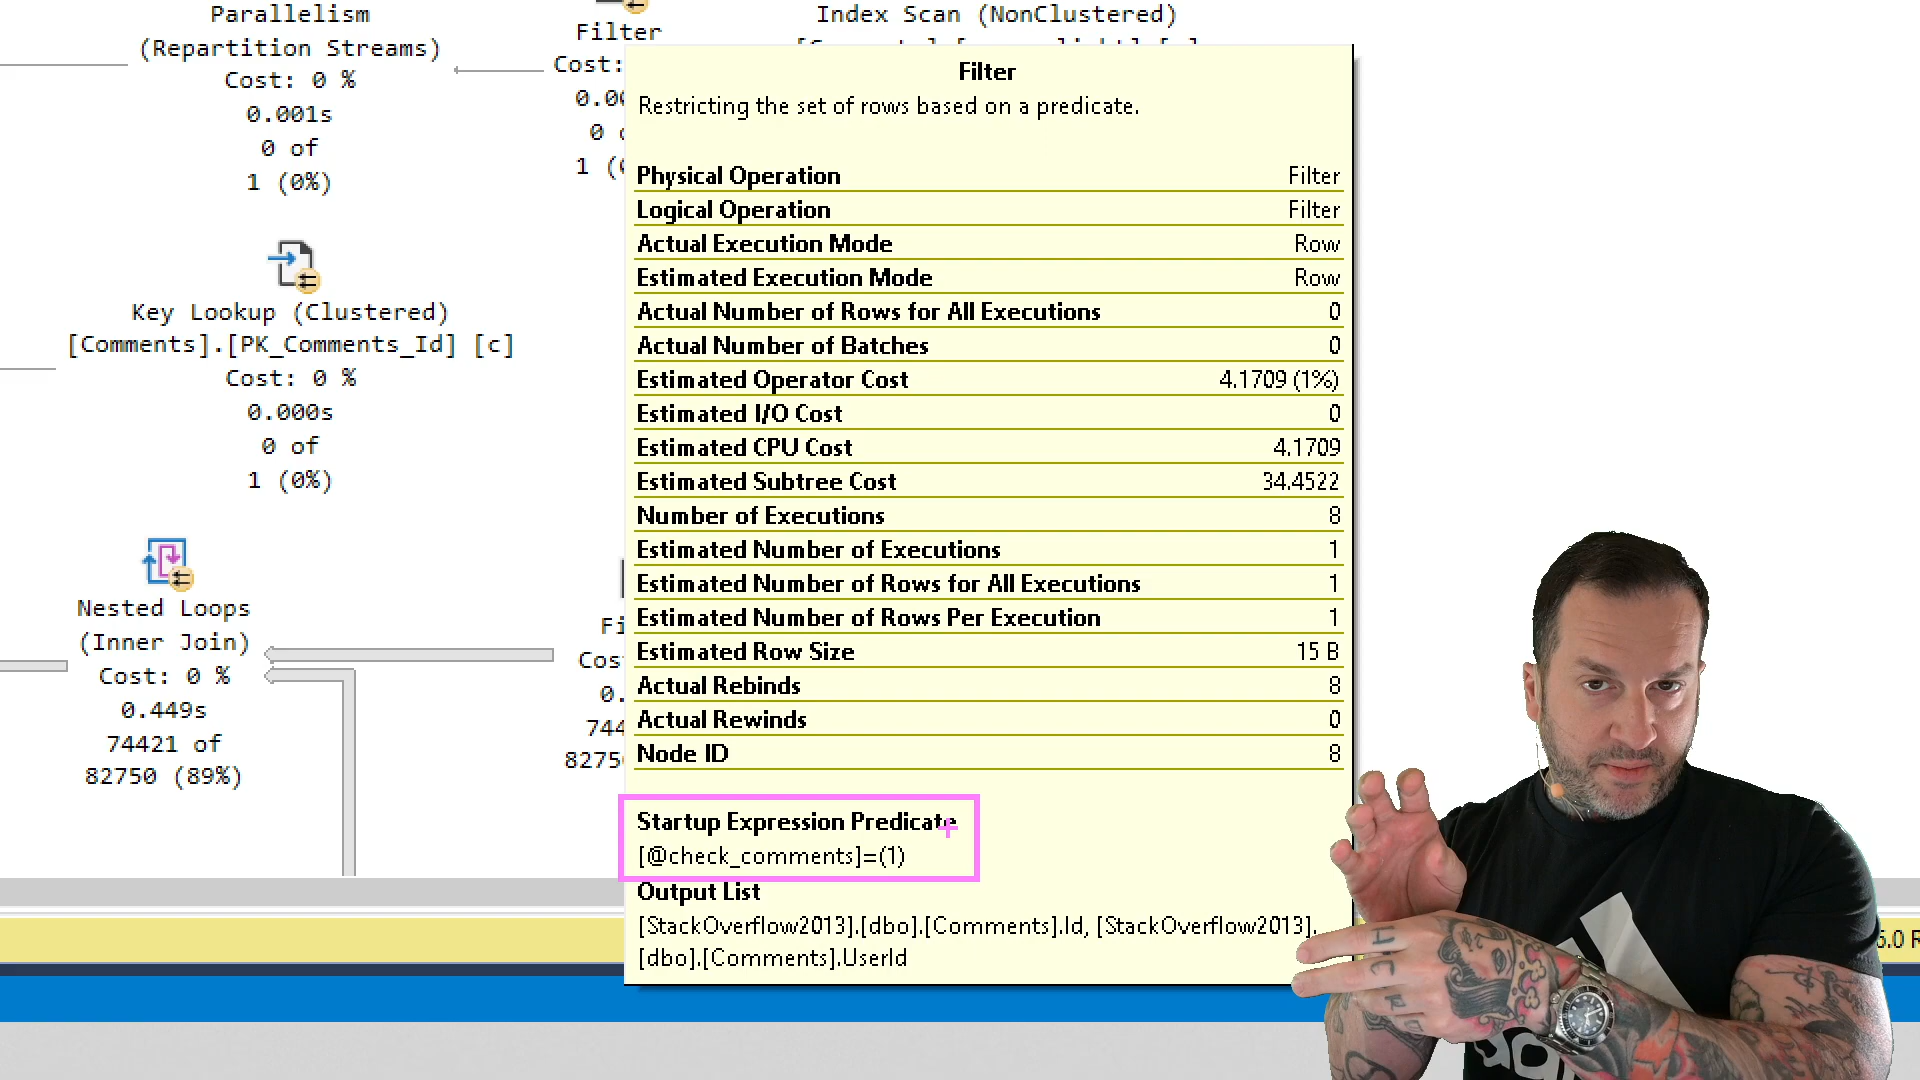 Parallelism
(Repartition Streams)
Cost: 0 %
0.001s
0 of
1 (0%)
Filter
Cost:
Index Scan (NonClustered)
Key Lookup (Clustered)
[Comments].[PK_Comments_Id] [c]
Cost: 0 %
0.000s
0 of
1 (0%)
Nested Loops
(Inner Join)
Cost: 0 %
0.449s
74421 of
82750 (89%)
Filter
Restricting the set of rows based on a predicate.
Physical Operation Filter
Logical Operation Filter
Actual Execution Mode Row
Estimated Execution Mode Row
Actual Number of Rows for All Executions 0
Actual Number of Batches 0
Estimated Operator Cost 4.1709 (1%)
Estimated I/O Cost 0
Estimated CPU Cost 4.1709
Estimated Subtree Cost 34.4522
Number of Executions 8
Estimated Number of Executions 1
Estimated Number of Rows for All Executions 1
Estimated Number of Rows Per Execution 1
Estimated Row Size 15 B
Actual Rebinds 8
Actual Rewinds 0
Node ID 8
Startup Expression Predicate
[@check_comments]=(1)
Output List
[StackOverflow2013].[dbo].[Comments].Id, [StackOverflow2013].
[dbo].[Comments].UserId